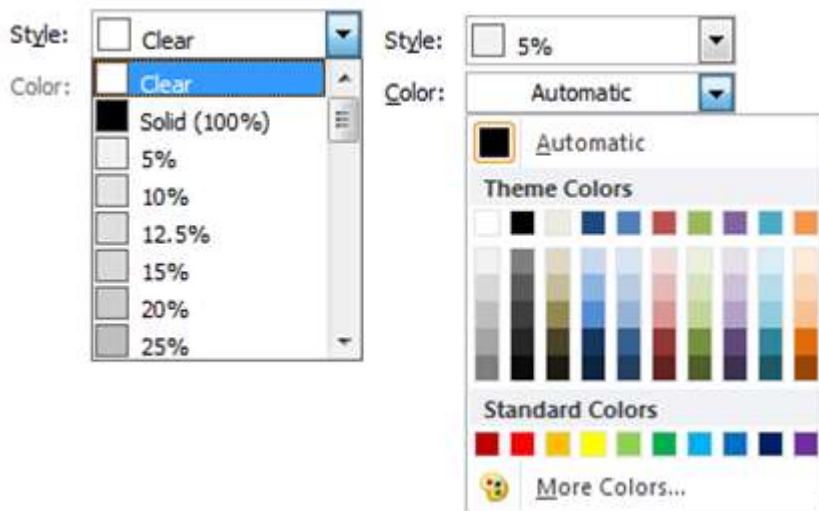 Style: Clear
Color: Clear
Solid (100%)
5%
10%
12.5%
15%
20%
25%
Style: 5%
Color: Automatic
Automatic
Theme Colors
Standard Colors
More Colors...